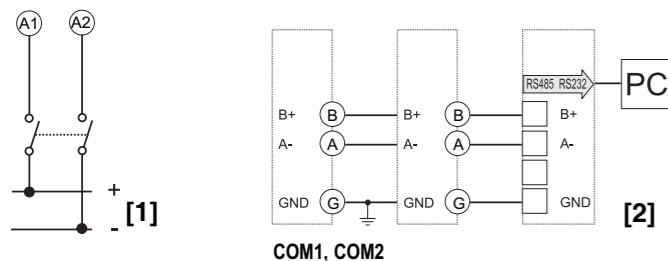 A1 A2
+
-
[1]
RS485 RS232
PC
B+ B B+ B B+
A- A A- A A-
GND G GND G GND
[2]
COM1, COM2